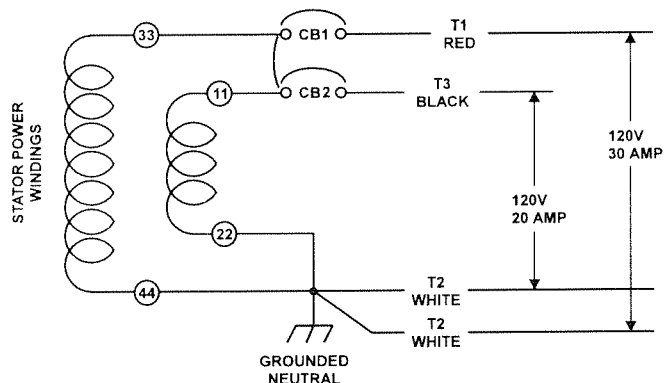 33
CB1
T1
RED
11
CB2
T3
BLACK
STATOR POWER
WINDINGS
120V
30 AMP
120V
20 AMP
22
44
T2
WHITE
T2
WHITE
GROUNDED
NEUTRAL